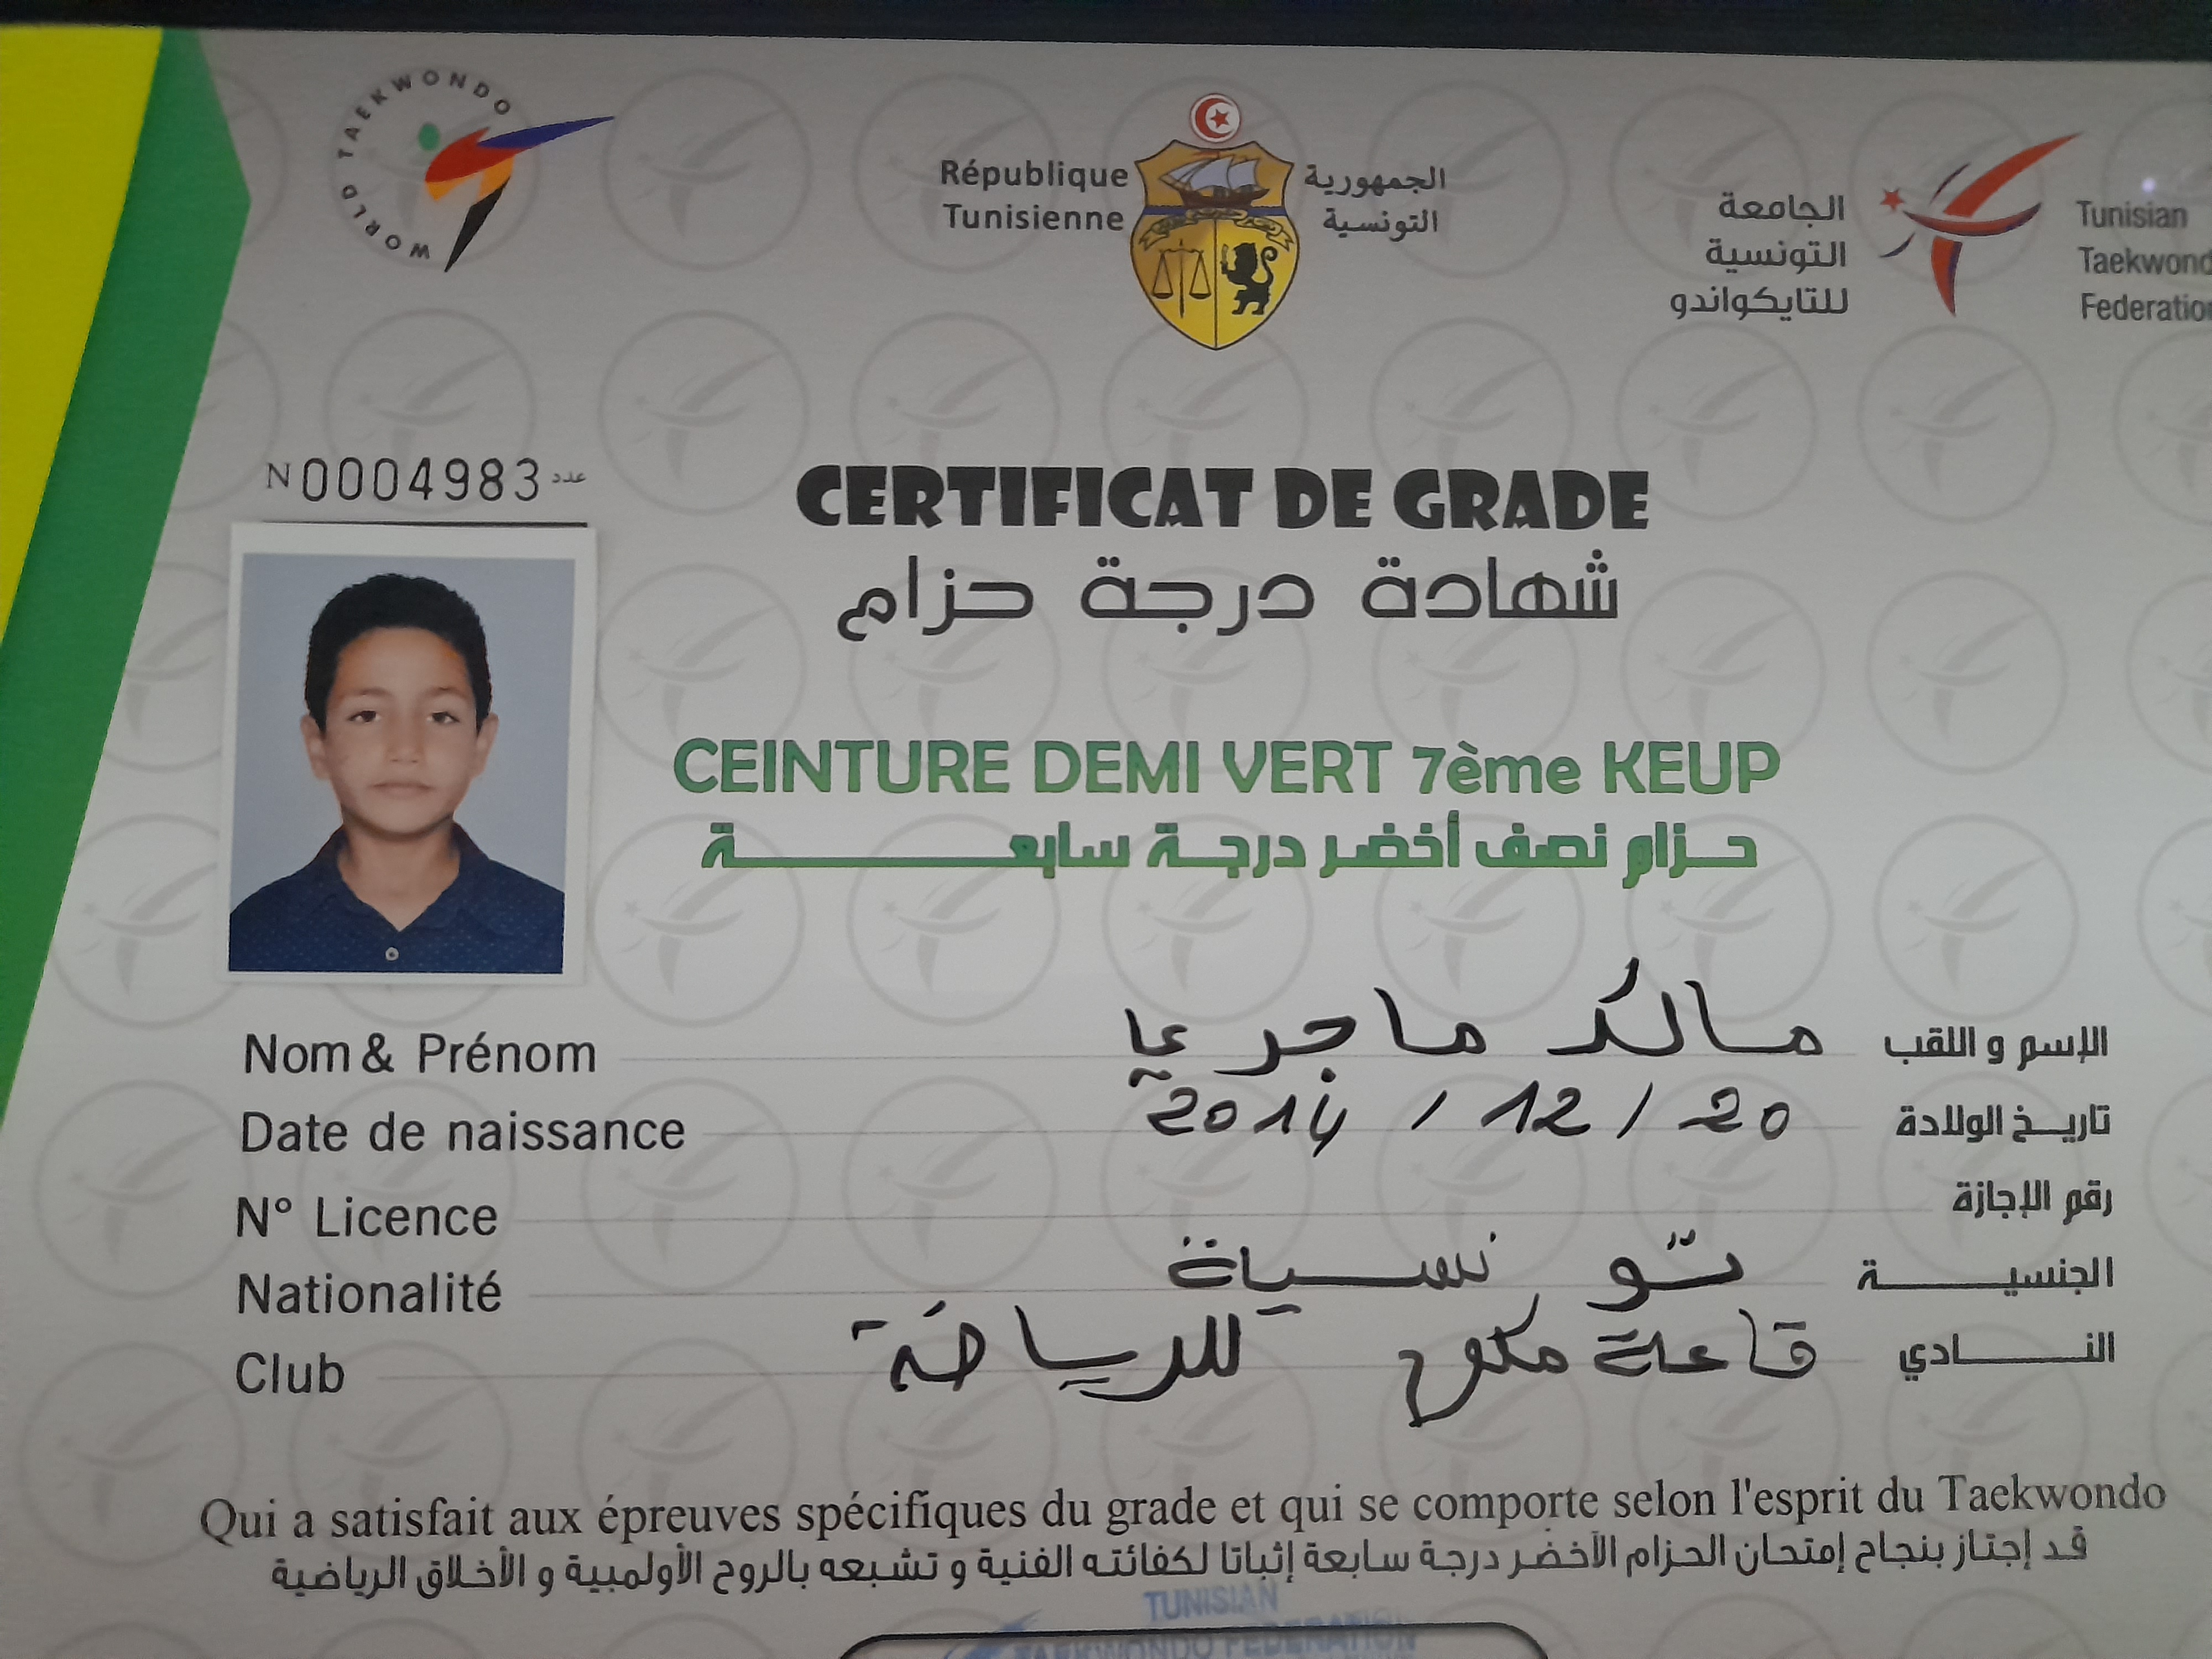 WORLD TAEKWONDO
République
Tunisienne
الجمهورية
التونسية
الجامعة
التونسية
للتايكواندو
Tunisian
Taekwond
Federation
N 0004983 عدد
CERTIFICAT DE GRADE
شهادة درجة حزام
CEINTURE DEMI VERT 7ème KEUP
حزام نصف أخضر درجة سابعة
Nom & Prénom مالك ماجري الإسم و اللقب
Date de naissance 2014 / 12 / 20 تاريخ الولادة
N° Licence رقم الإجازة
Nationalité تونسية الجنسية
Club قاعة للرياضة النادي
Qui a satisfait aux épreuves spécifiques du grade et qui se comporte selon l'esprit du Taekwondo
قد إجتاز بنجاح إمتحان الحزام الأخضر درجة سابعة إثباتا لكفائته الفنية و تشبعه بالروح الأولمبية و الأخلاق الرياضية
TUNISIAN
TAEKWONDO FEDERATION